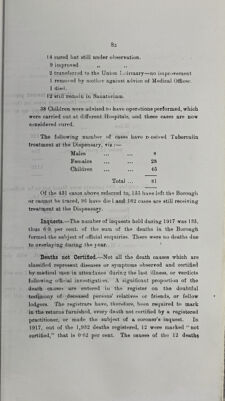 83
14 cured but still under observation.
9 improved „ „
2 transferred to the Union Infirmary—no improvement
1 removed by mother against advice of Medical Officer.
1 died.
12 still remain in Sanatorium.
38 Children were advised to have operations performed, which
were carried out at different Hospitals, and these cases are now
considered cured.
The following number of cases have received Tuberculin
treatment at the Dispensary, viz :—
Males ... ... 8
Females ... ... 28
Children ... ... 45
Total ... 81
Of the 431 cases above referred to, 155 have left the Borough
or cannot be traced, 96 have died and 162 cases are still receiving
treatment at the Dispensary.
Inquests.—The number of inquests held during 1917 was 133,
thus 6·9 per cent. of the sum of the deaths in the Borough
formed the subject of official enquiries. There were no deaths due
to overlaying during the year.
Deaths not Certified.—Not all the death causes which are
classified represent diseases or symptoms observed and certified
by medical men in attendance during the last illness, or verdicts
following official investigation. A significant proportion of the
death causes are entered in the register on the doubtful
testimony of deceased persons' relatives or friends, or fellow
lodgers. The registrars have, therefore, been required to mark
in the returns furnished, every death not certified by a registered
practitioner, or made the subject of a coroner's inquest. In
1917, out of the 1,932 deaths registered, 12 were marked "not
certified," that is 0·62 per cent. The causes of the 12 deaths